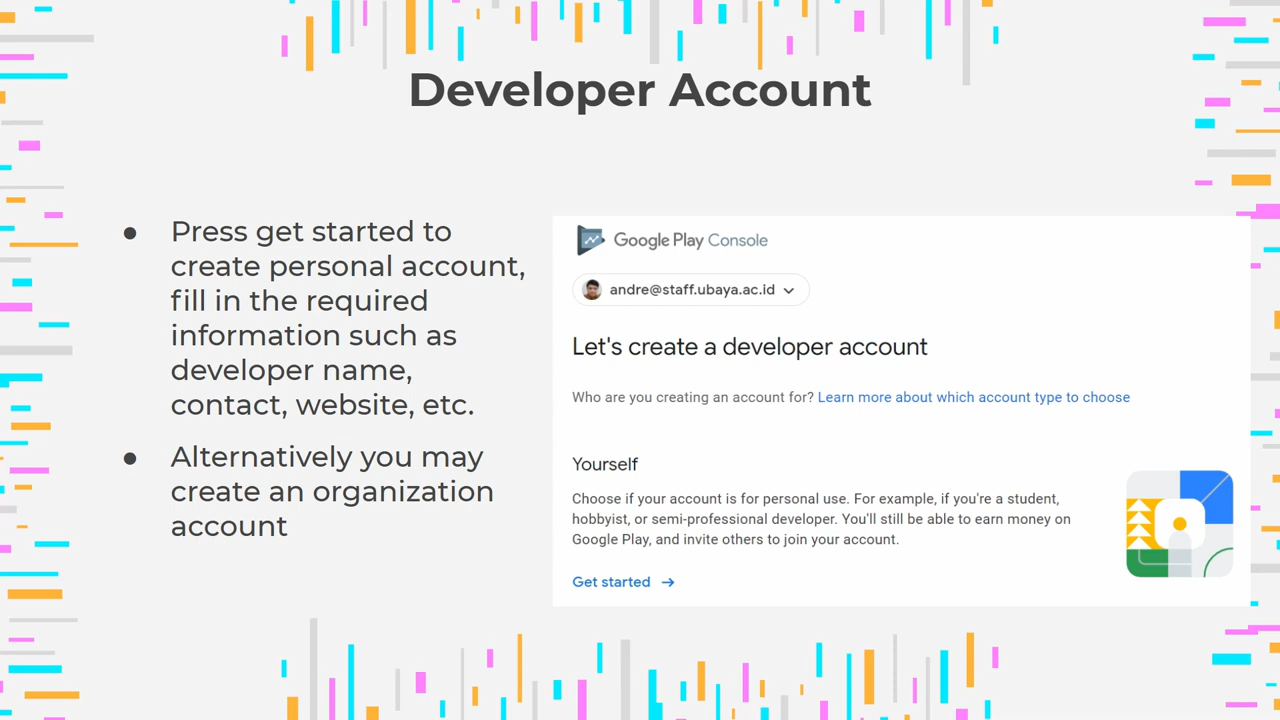 Developer Account
● Press get started to
create personal account,
fill in the required
information such as
developer name,
contact, website, etc.
● Alternatively you may
create an organization
account
Google Play Console
andre@staff.ubaya.ac.id
Let's create a developer account
Who are you creating an account for? Learn more about which account type to choose
Yourself
Choose if your account is for personal use. For example, if you're a student,
hobbyist, or semi-professional developer. You'll still be able to earn money on
Google Play, and invite others to join your account.
Get started →